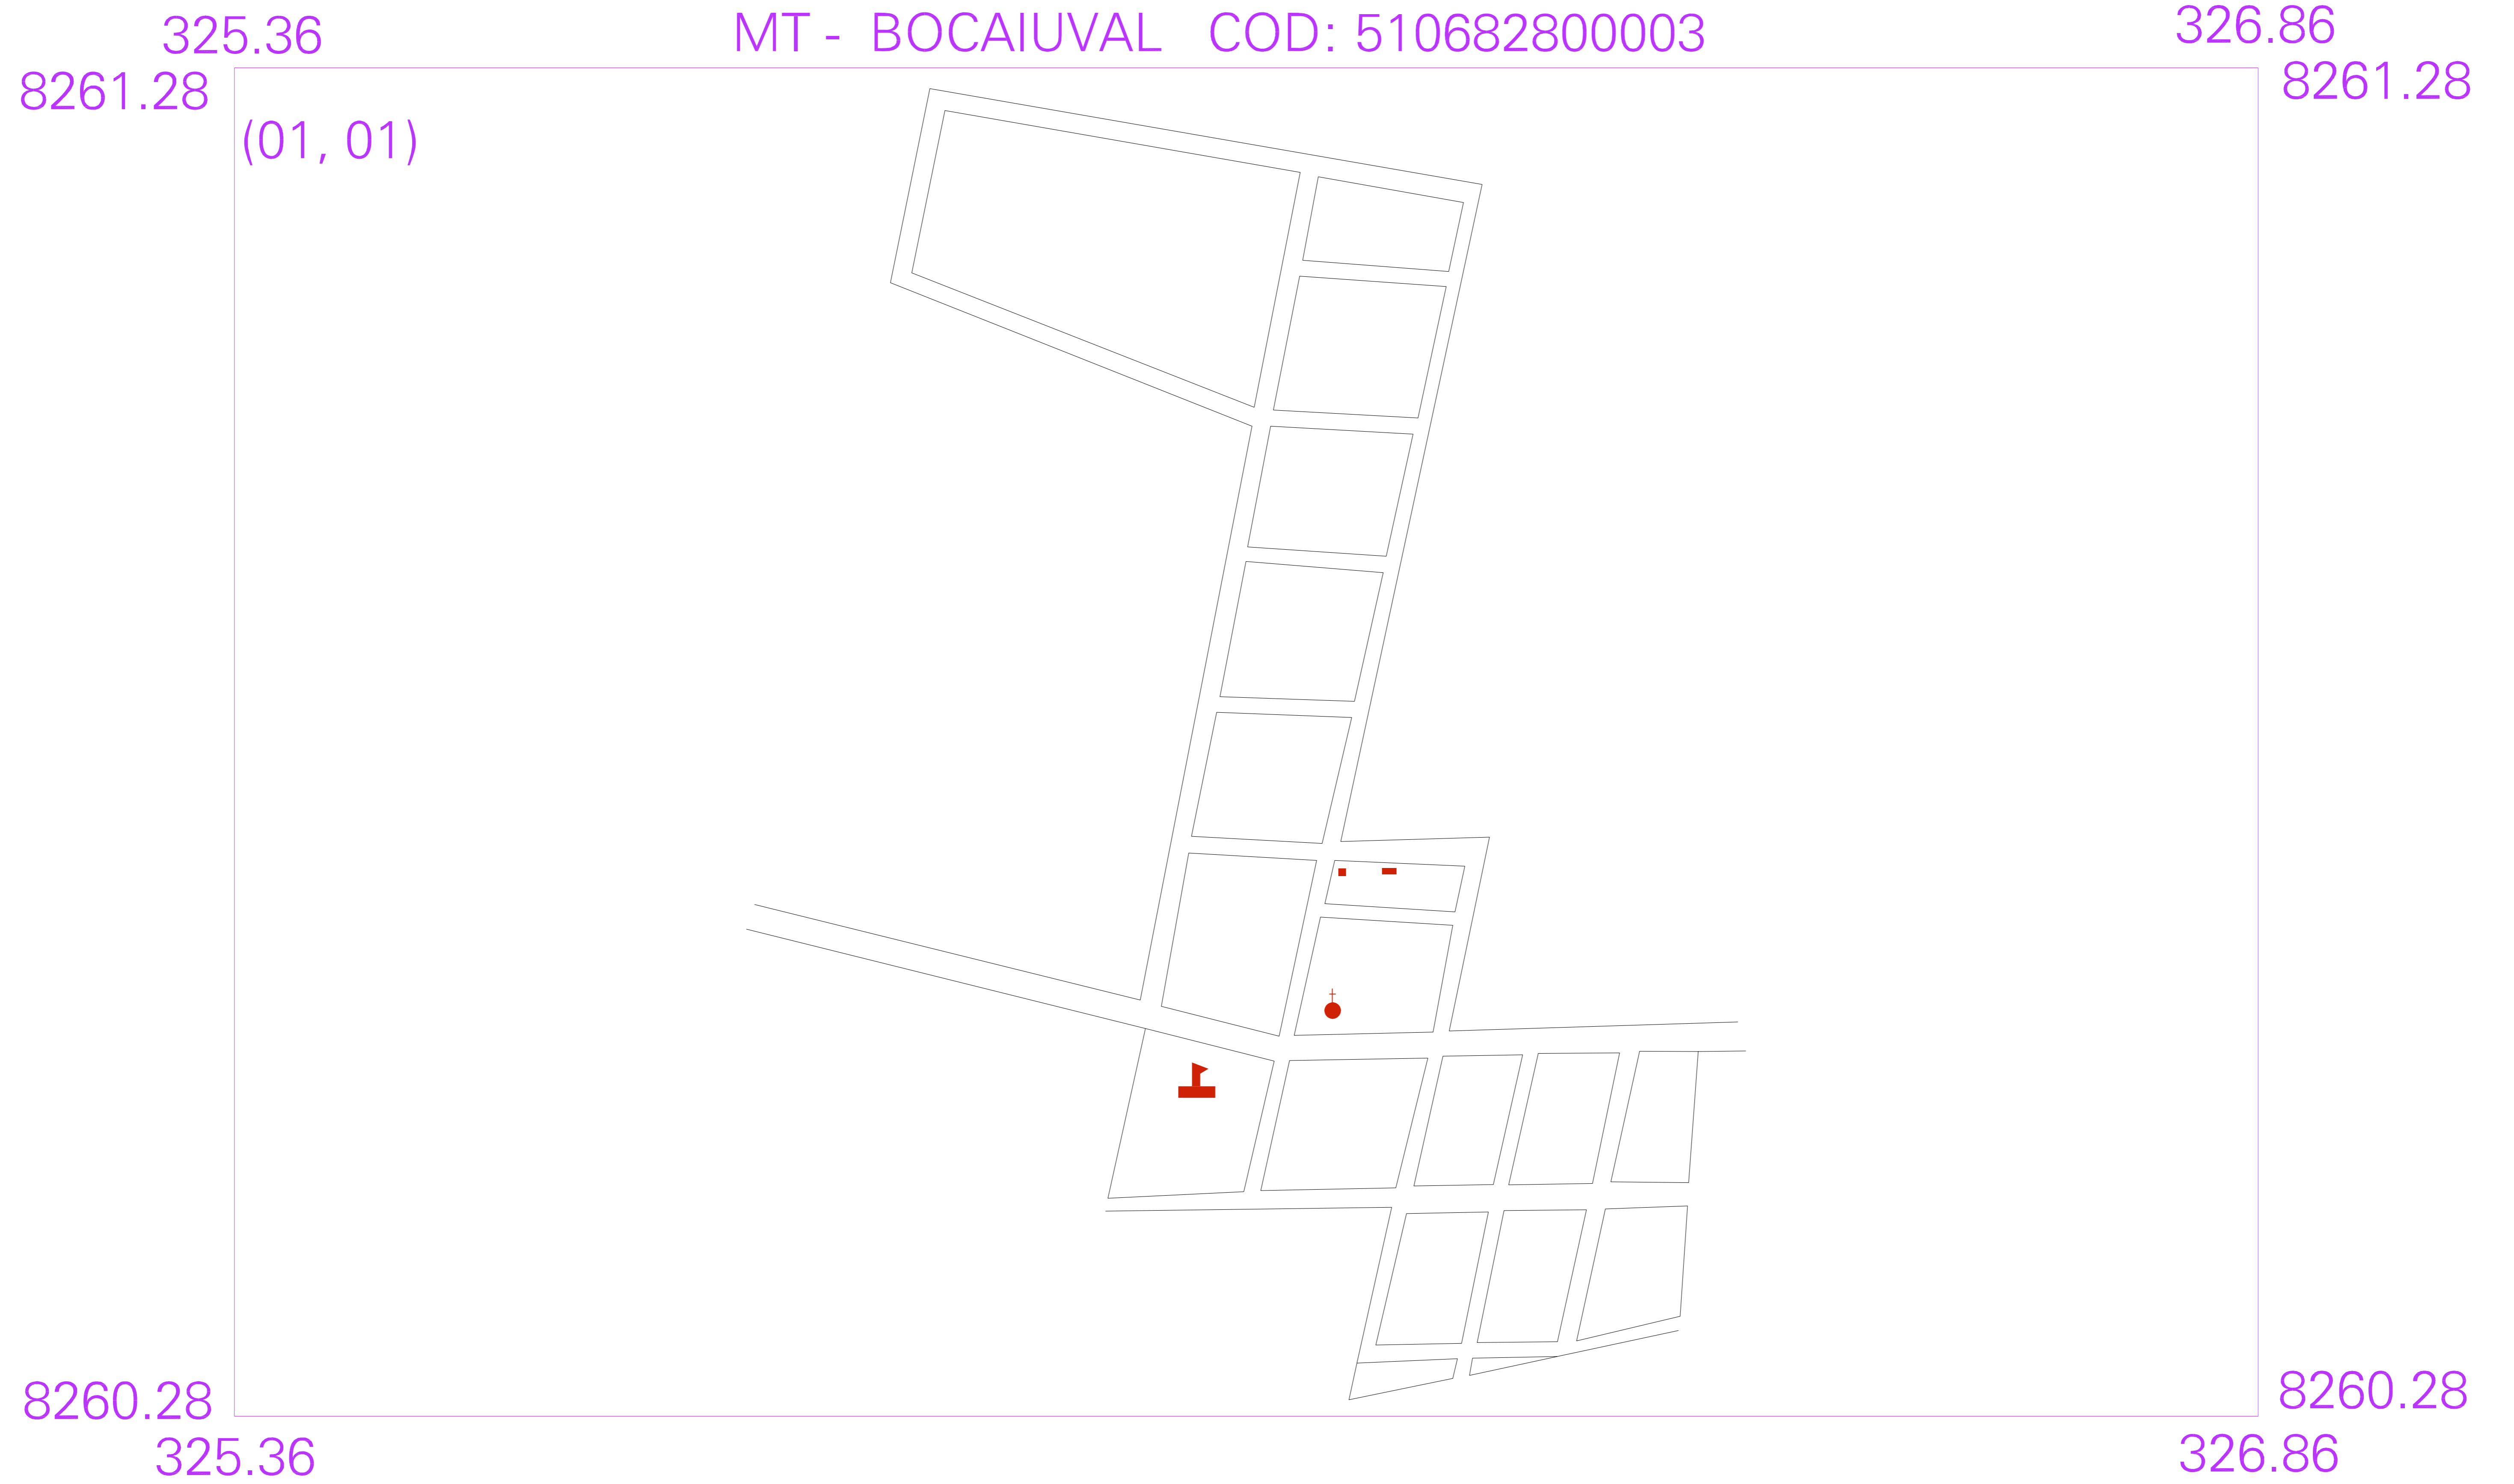 325.36 MT - BOCAIUVAL COD: 510682800003 326.86
8261.28 8261.28
(01, 01)
8260.28 8260.28
325.36 326.86